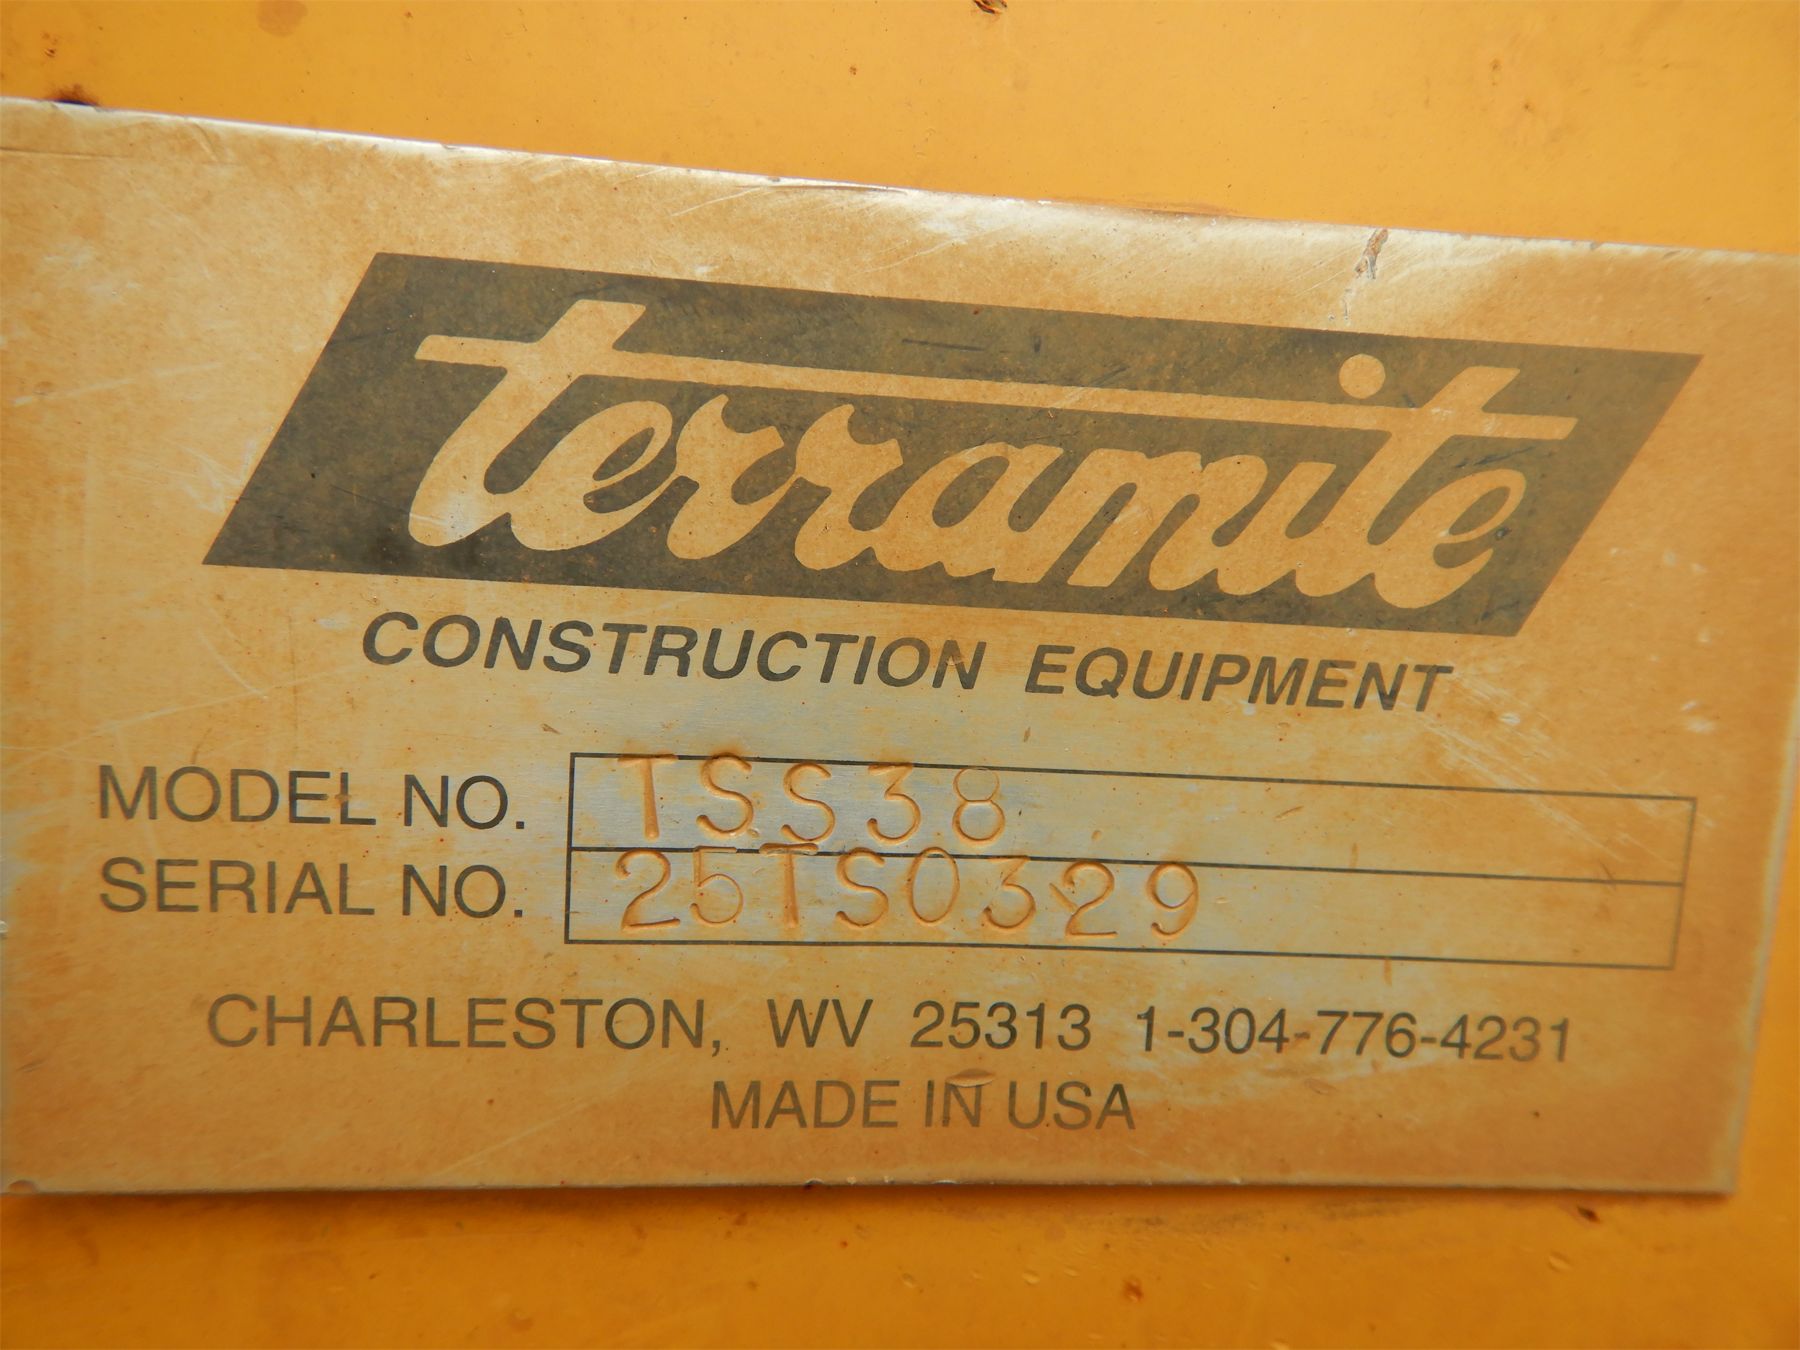 terramite
CONSTRUCTION EQUIPMENT
MODEL NO. TSS38
SERIAL NO. 25TS0329
CHARLESTON, WV 25313 1-304-776-4231
MADE IN USA